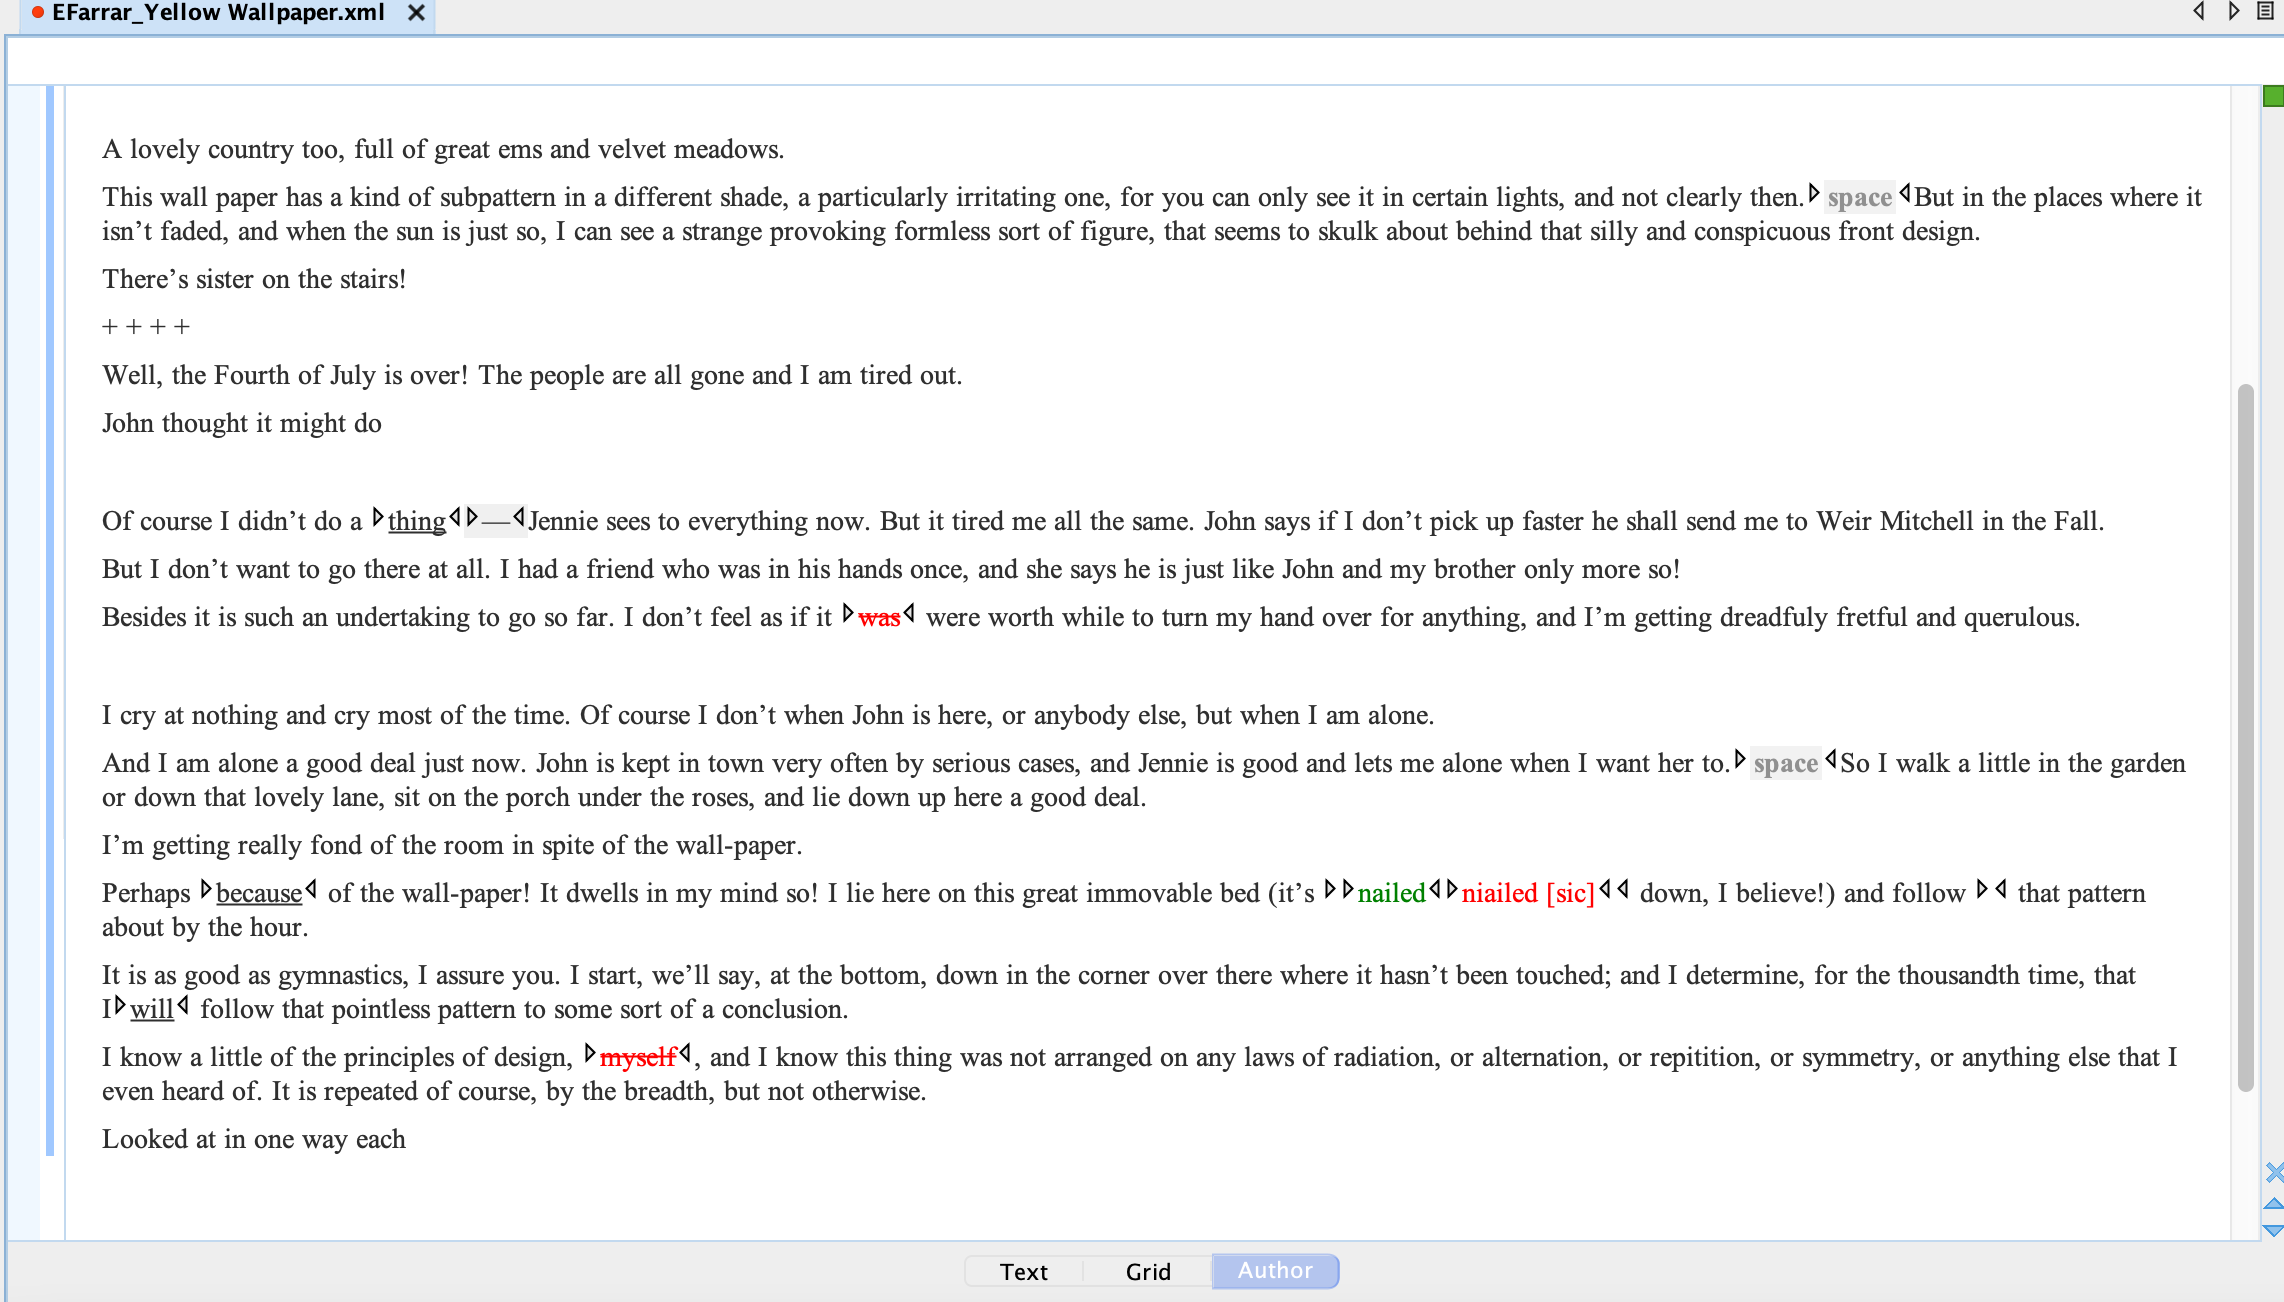 EFarrar_Yellow Wallpaper.xml
A lovely country too, full of great ems and velvet meadows.
This wall paper has a kind of subpattern in a different shade, a particularly irritating one, for you can only see it in certain lights, and not clearly then. space But in the places where it
isn’t faded, and when the sun is just so, I can see a strange provoking formless sort of figure, that seems to skulk about behind that silly and conspicuous front design.
There’s sister on the stairs!
+ + + +
Well, the Fourth of July is over! The people are all gone and I am tired out.
John thought it might do
Of course I didn’t do a thing — Jennie sees to everything now. But it tired me all the same. John says if I don’t pick up faster he shall send me to Weir Mitchell in the Fall.
But I don’t want to go there at all. I had a friend who was in his hands once, and she says he is just like John and my brother only more so!
Besides it is such an undertaking to go so far. I don’t feel as if it was were worth while to turn my hand over for anything, and I’m getting dreadfuly fretful and querulous.
I cry at nothing and cry most of the time. Of course I don’t when John is here, or anybody else, but when I am alone.
And I am alone a good deal just now. John is kept in town very often by serious cases, and Jennie is good and lets me alone when I want her to. space So I walk a little in the garden
or down that lovely lane, sit on the porch under the roses, and lie down up here a good deal.
I’m getting really fond of the room in spite of the wall-paper.
Perhaps because of the wall-paper! It dwells in my mind so! I lie here on this great immovable bed (it’s nailed niailed [sic] down, I believe!) and follow that pattern
about by the hour.
It is as good as gymnastics, I assure you. I start, we’ll say, at the bottom, down in the corner over there where it hasn’t been touched; and I determine, for the thousandth time, that
I will follow that pointless pattern to some sort of a conclusion.
I know a little of the principles of design, myself, and I know this thing was not arranged on any laws of radiation, or alternation, or repitition, or symmetry, or anything else that I
even heard of. It is repeated of course, by the breadth, but not otherwise.
Looked at in one way each
Text Grid Author